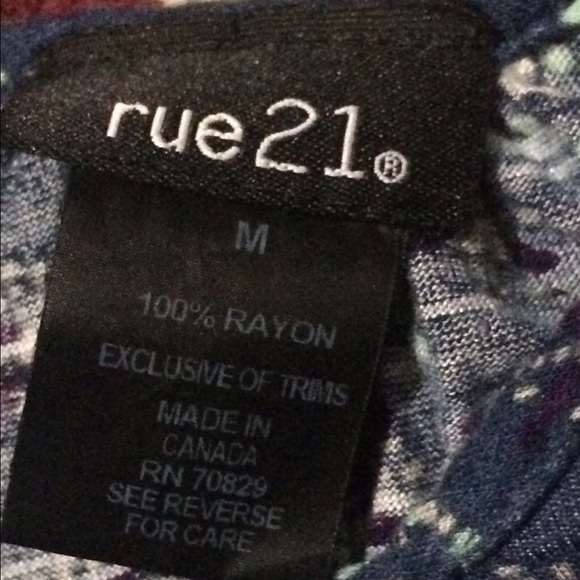 rue21®
M
100% RAYON
EXCLUSIVE OF TRIMS
MADE IN
CANADA
RN 70829
SEE REVERSE
FOR CARE